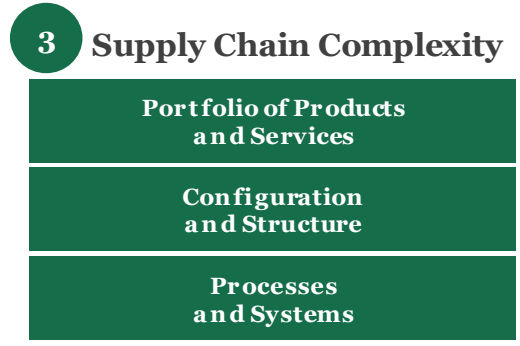 3 Supply Chain Complexity
Portfolio of Products
and Services
Configuration
and Structure
Processes
and Systems